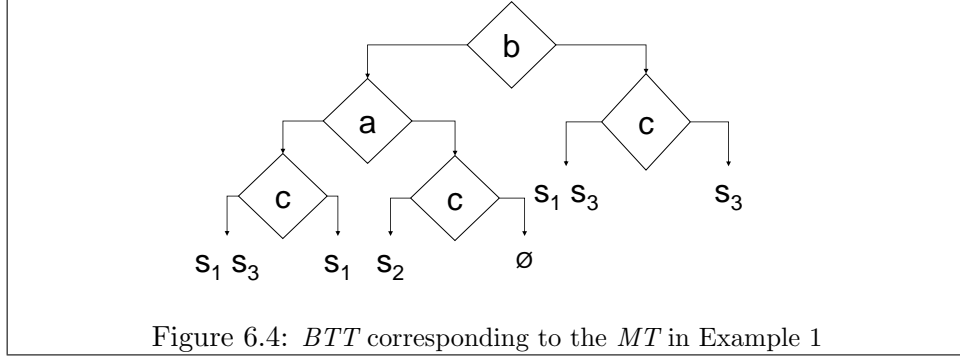 b
a
c
c
c
s₁ s₃
s₃
s₁ s₃
s₁
s₂
Ø
Figure 6.4: BTT corresponding to the MT in Example 1